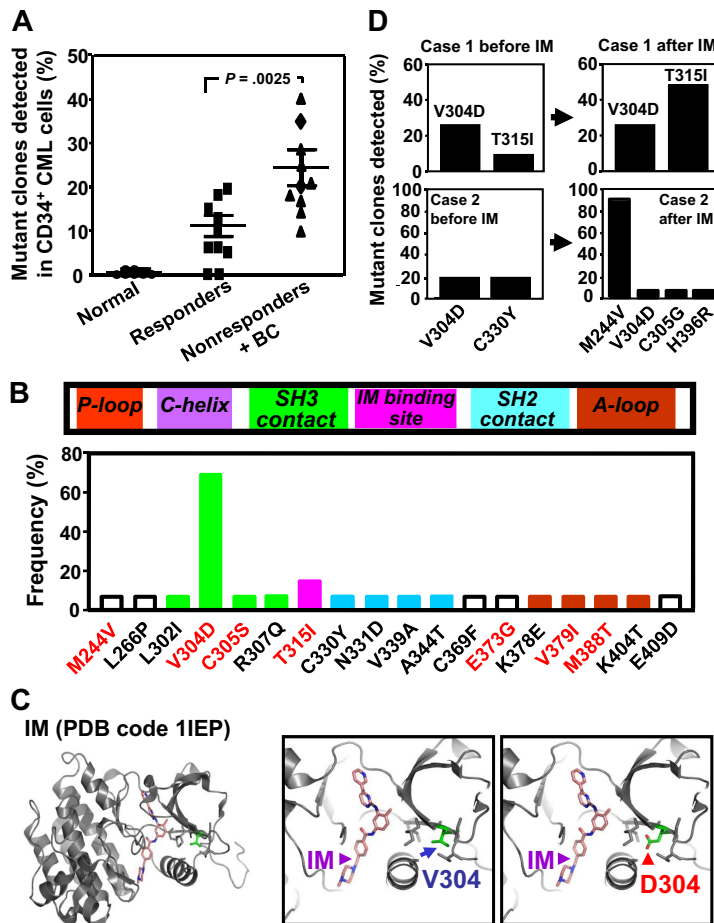 A
Mutant clones detected
in CD34⁺ CML cells (%)
50
40
30
20
10
0
P = .0025
Normal
Responders
Nonresponders
+ BC
D
Mutant clones detected (%)
Case 1 before IM
60
40
20
0
V304D
T315I
Case 1 after IM
60
40
20
0
V304D
T315I
100
80
60
40
20
0
Case 2
before IM
V304D
C330Y
100
80
60
40
20
0
Case 2
after IM
M244V
V304D
C305G
H396R
B
P-loop
C-helix
SH3
contact
IM binding
site
SH2
contact
A-loop
Frequency (%)
80
60
40
20
0
M244V
L266P
L302I
V304D
C305S
R307Q
T315I
C330Y
N331D
V339A
A344T
C369F
E373G
K378E
V379I
M388T
K404T
E409D
C
IM (PDB code 1IEP)
IM
V304
IM
D304